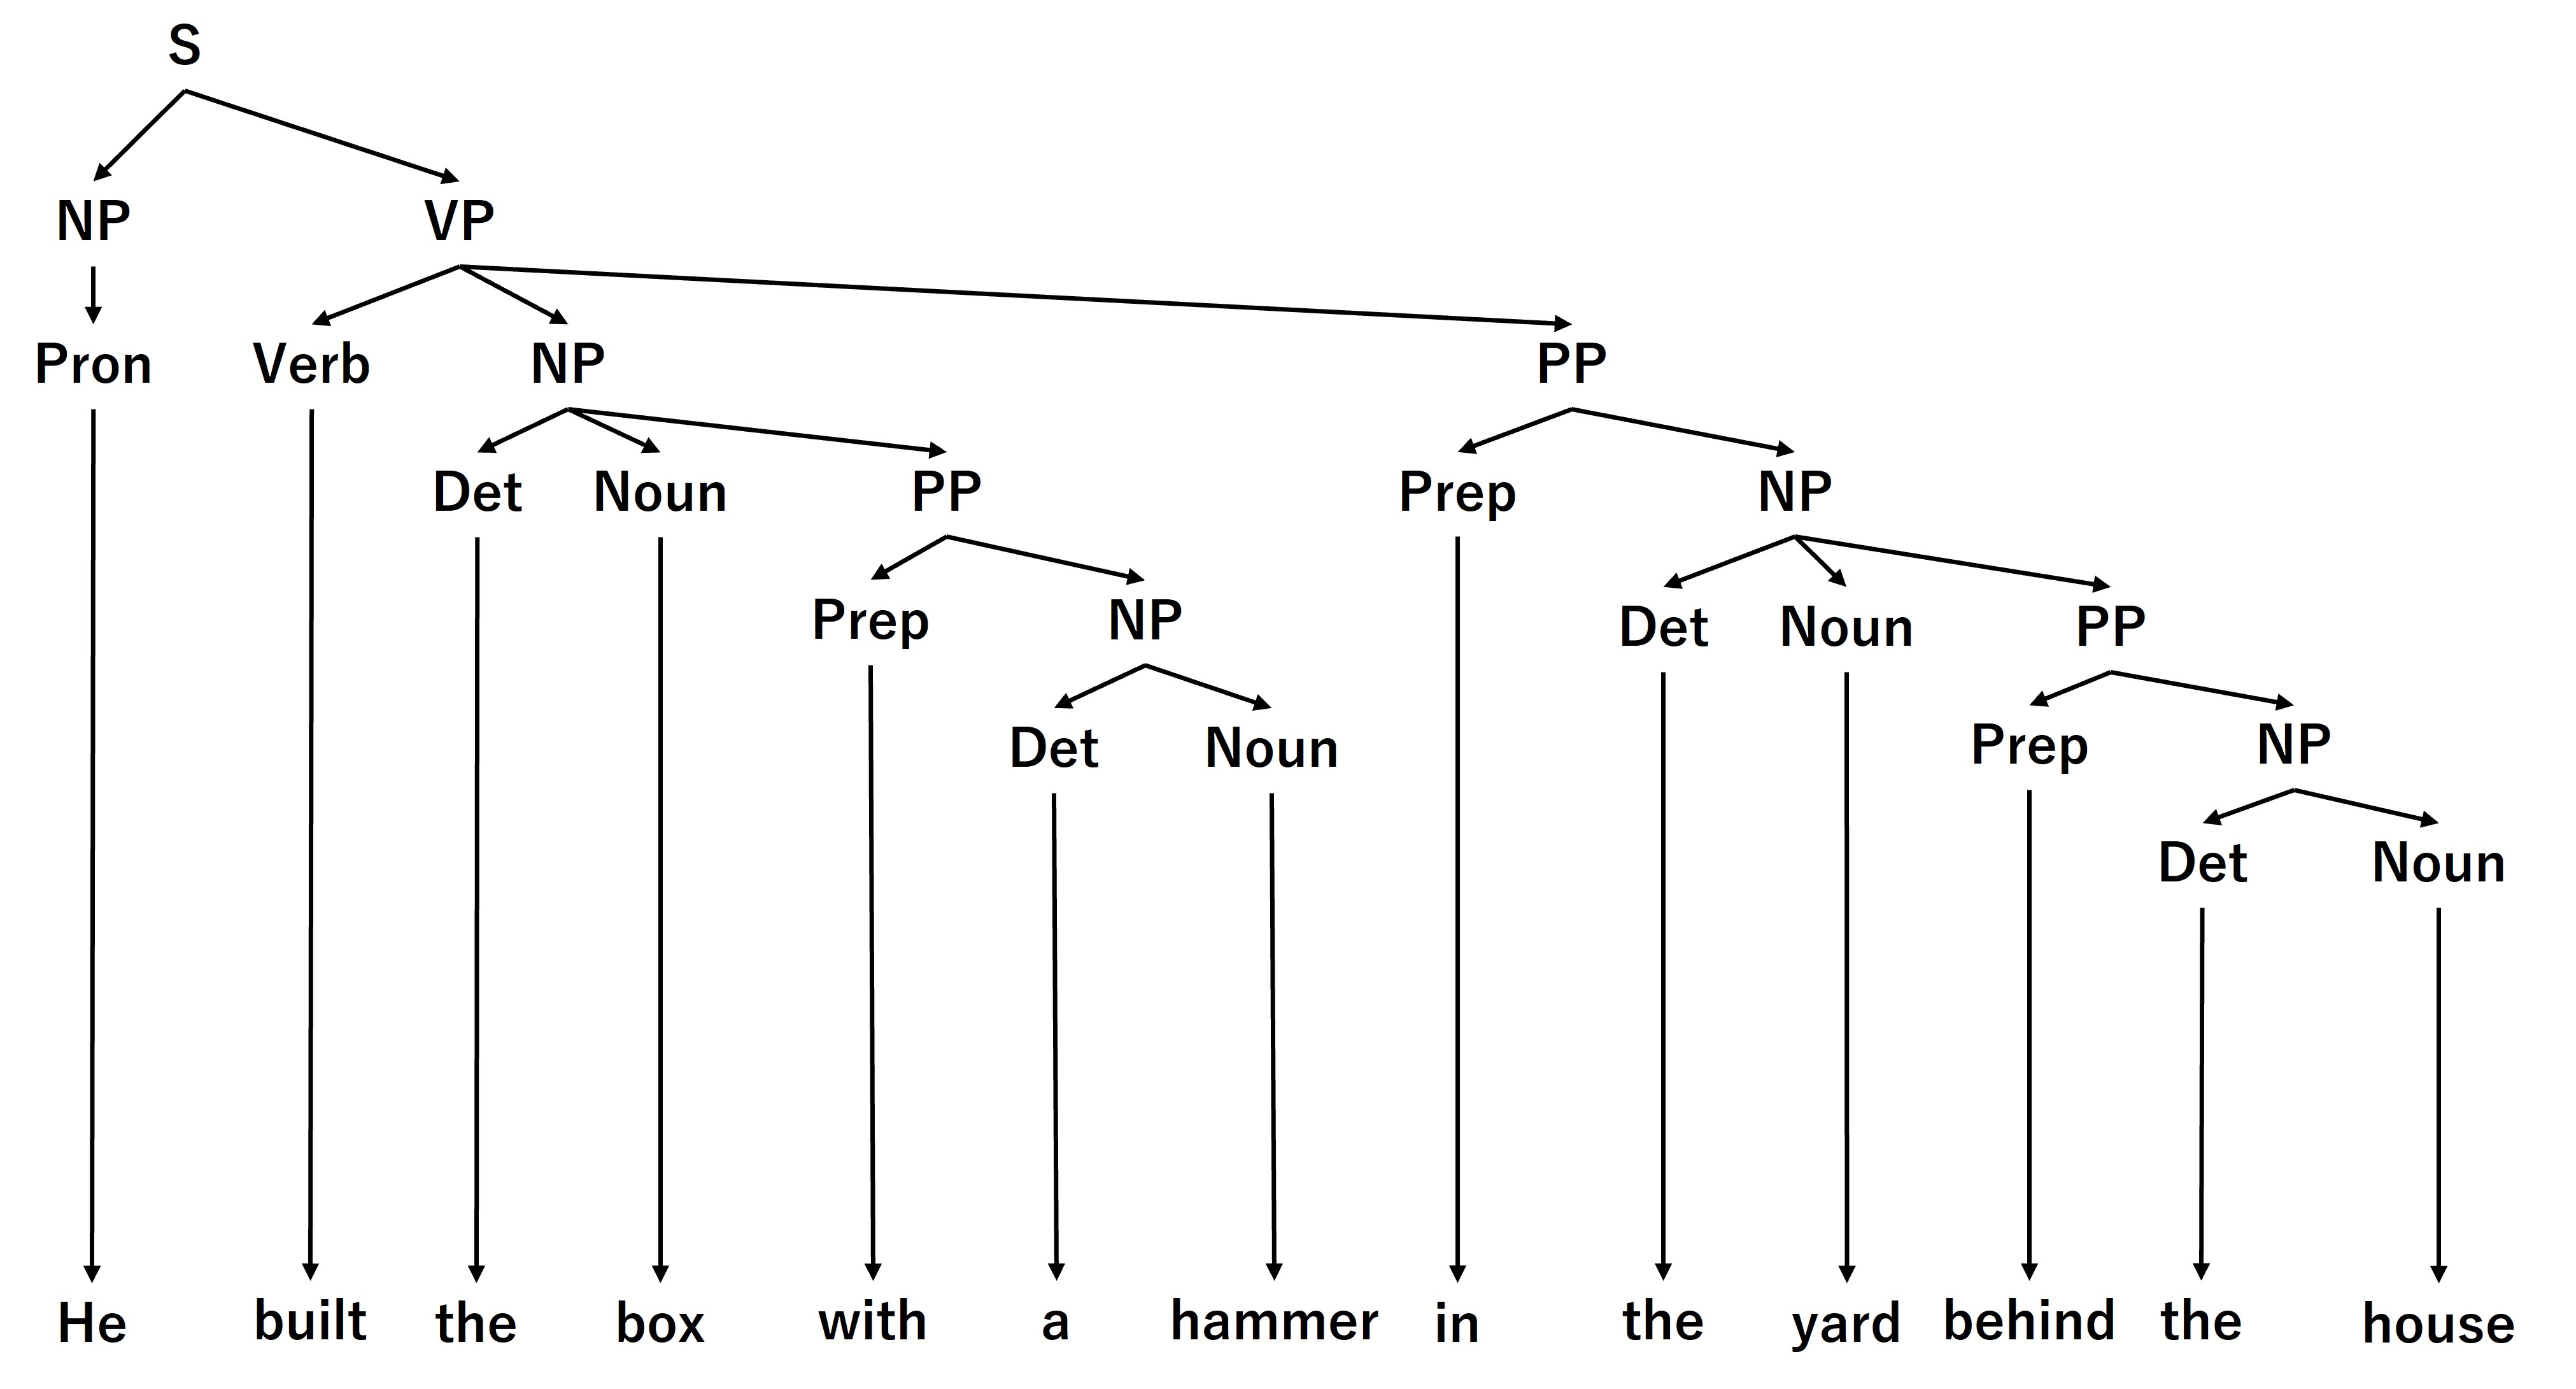 S
NP VP
Pron Verb NP PP
Det Noun PP Prep NP
Prep NP Det Noun PP
Det Noun Prep NP
Det Noun
He built the box with a hammer in the yard behind the house